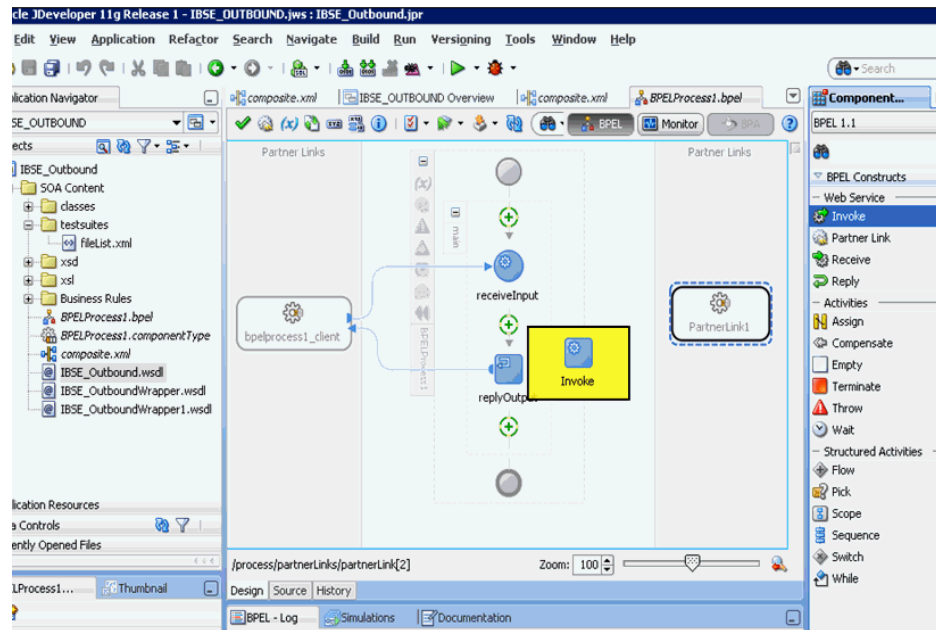 cle JDeveloper 11g Release 1 - IBSE_OUTBOUND.jws : IBSE_Outbound.jpr
Edit View Application Refactor Search Navigate Build Run Versioning Tools Window Help
Search
lication Navigator
composite.xml
IBSE_OUTBOUND Overview
composite.xml
BPELProcess1.bpel
Component...
SE_OUTBOUND
BPEL
Monitor
BPA
BPEL 1.1
ects
IBSE_Outbound
SOA Content
classes
testsuites
fileList.xml
xsd
xsl
Business Rules
BPELProcess1.bpel
BPELProcess1.componentType
composite.xml
IBSE_Outbound.wsdl
IBSE_OutboundWrapper.wsdl
IBSE_OutboundWrapper1.wsdl
lication Resources
a Controls
ently Opened Files
LProcess1...
Thumbnail
Partner Links
Partner Links
main
receiveInput
bpelprocess1_client
BPELProcess1
PartnerLink1
Invoke
replyOutput
/process/partnerLinks/partnerLink[2]
Zoom: 100
Design Source History
BPEL - Log
Simulations
Documentation
BPEL Constructs
Web Service
Invoke
Partner Link
Receive
Reply
Activities
Assign
Compensate
Empty
Terminate
Throw
Wait
Structured Activities
Flow
Pick
Scope
Sequence
Switch
While